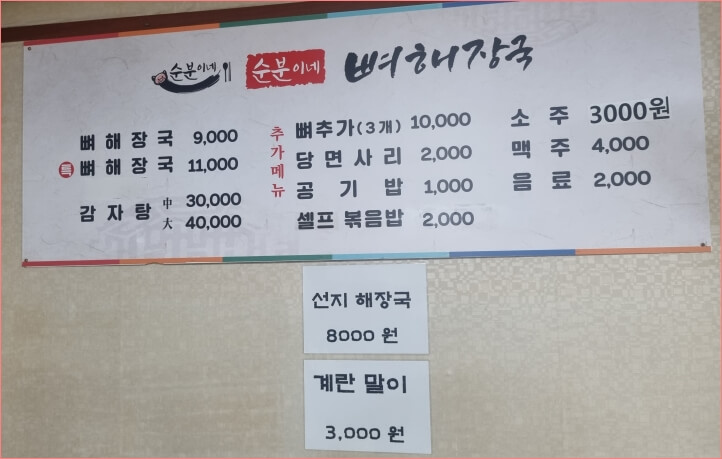 순분이네 순분이네 뼈해장국
뼈해장국 9,000
특 뼈해장국 11,000
감자탕 中 30,000
大 40,000
추가메뉴
뼈추가(3개) 10,000
당면사리 2,000
공기밥 1,000
셀프볶음밥 2,000
소주 3000원
맥주 4,000
음료 2,000
선지 해장국
8000 원
계란 말이
3,000 원